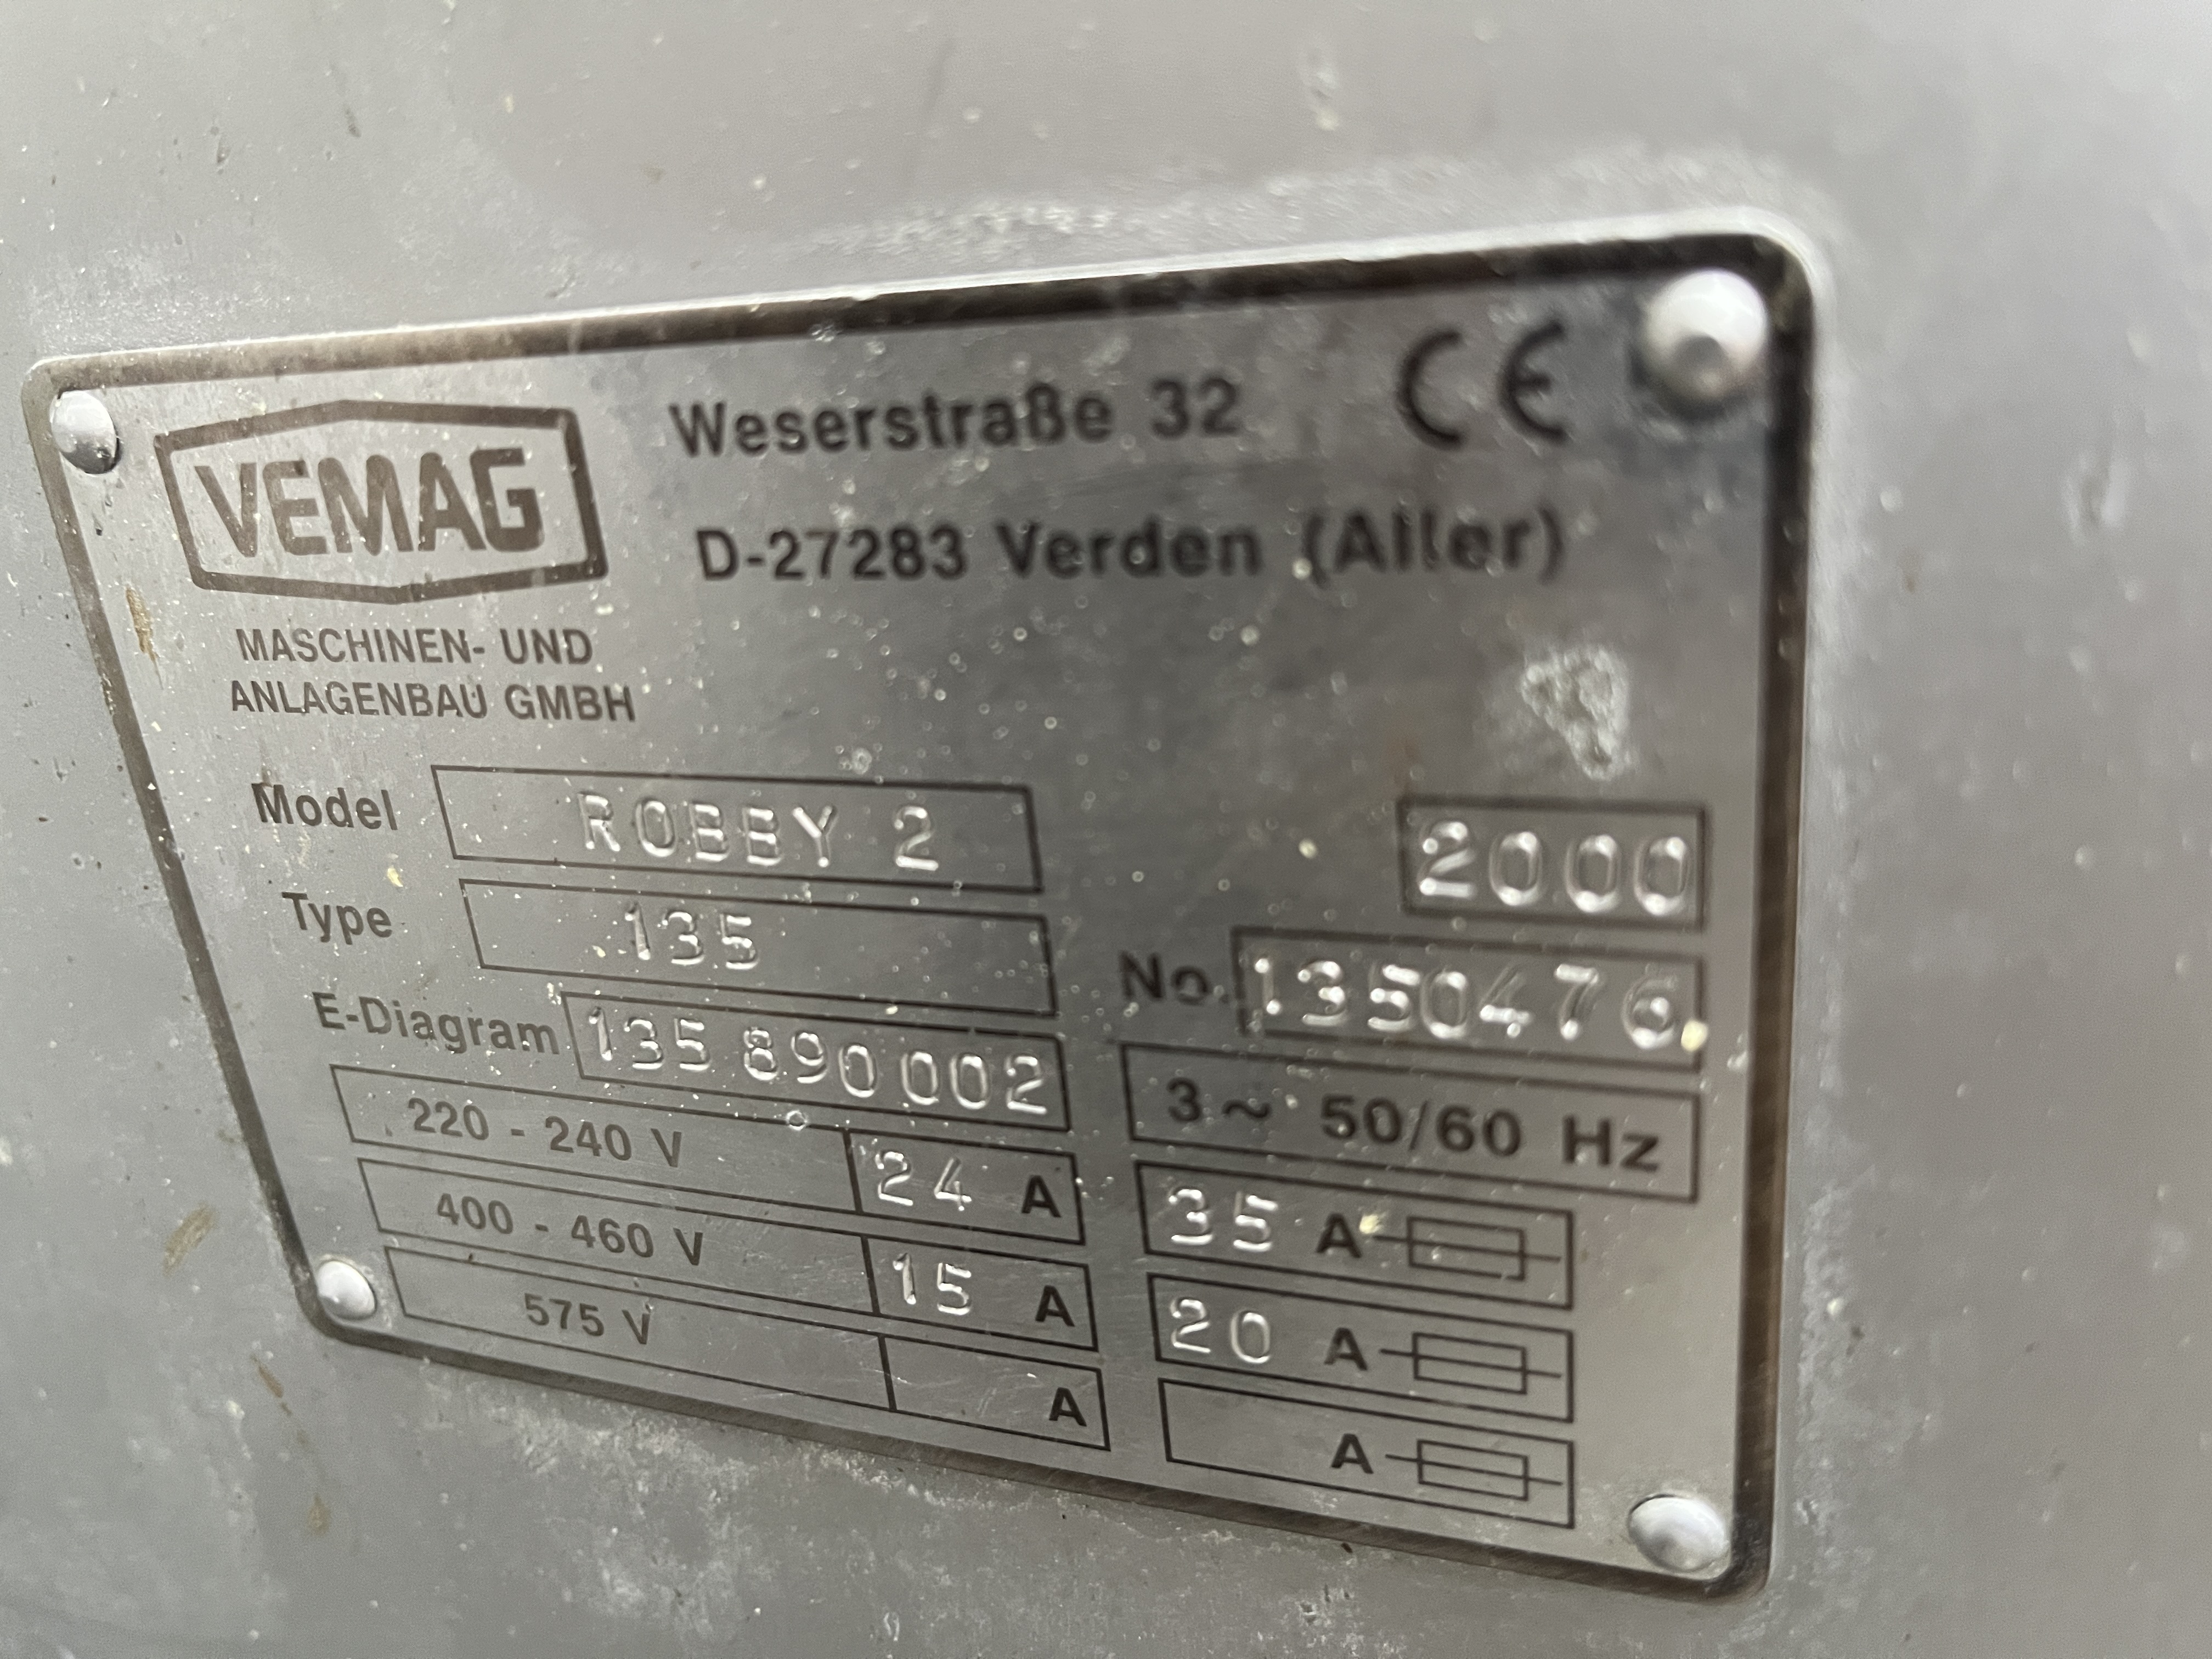 VEMAG
MASCHINEN- UND
ANLAGENBAU GMBH
Weserstraße 32 CE
D-27283 Verden (Aller)
Model ROBBY 2 2000
Type 135 No. 1350476
E-Diagram 135 890 002 3 ~ 50/60 Hz
220 - 240 V 24 A 35 A
400 - 460 V 15 A 20 A
575 V A A